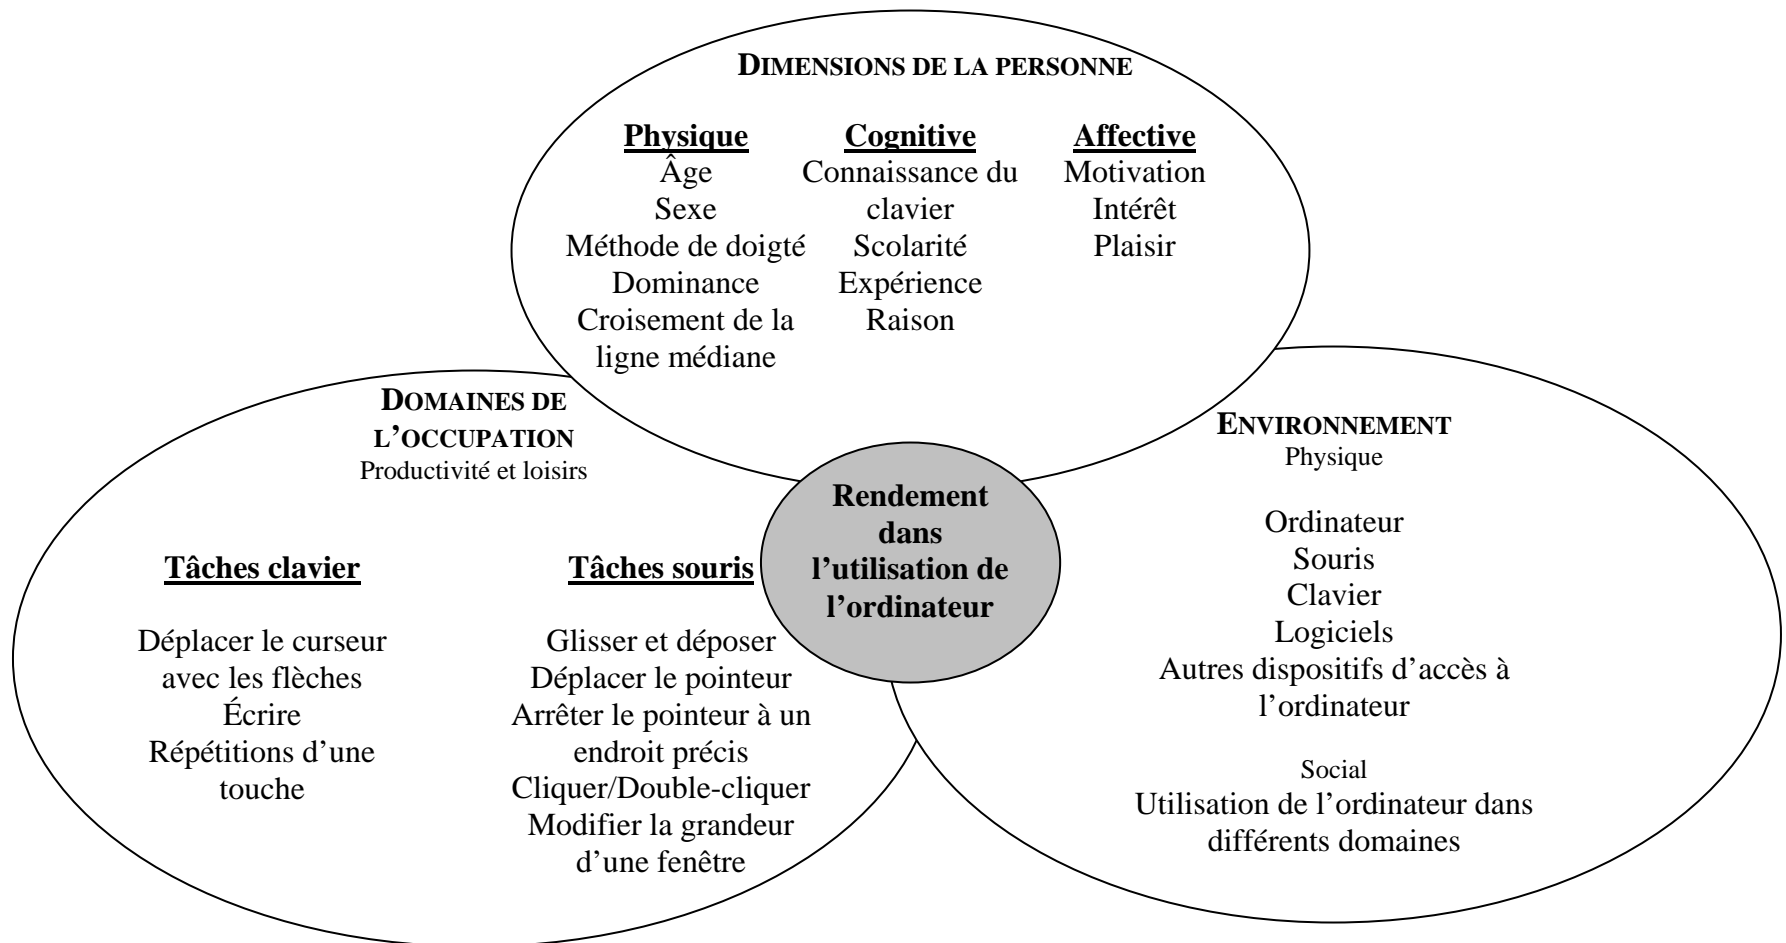 DIMENSIONS DE LA PERSONNE
Physique
Âge
Sexe
Méthode de doigté
Dominance
Croisement de la
ligne médiane
Cognitive
Connaissance du
clavier
Scolarité
Expérience
Raison
Affective
Motivation
Intérêt
Plaisir
DOMAINES DE
L’OCCUPATION
Productivité et loisirs
Tâches clavier
Déplacer le curseur
avec les flèches
Écrire
Répétitions d’une
touche
Tâches souris
Glisser et déposer
Déplacer le pointeur
Arrêter le pointeur à un
endroit précis
Cliquer/Double-cliquer
Modifier la grandeur
d’une fenêtre
Rendement
dans
l’utilisation de
l’ordinateur
ENVIRONNEMENT
Physique
Ordinateur
Souris
Clavier
Logiciels
Autres dispositifs d’accès à
l’ordinateur
Social
Utilisation de l’ordinateur dans
différents domaines